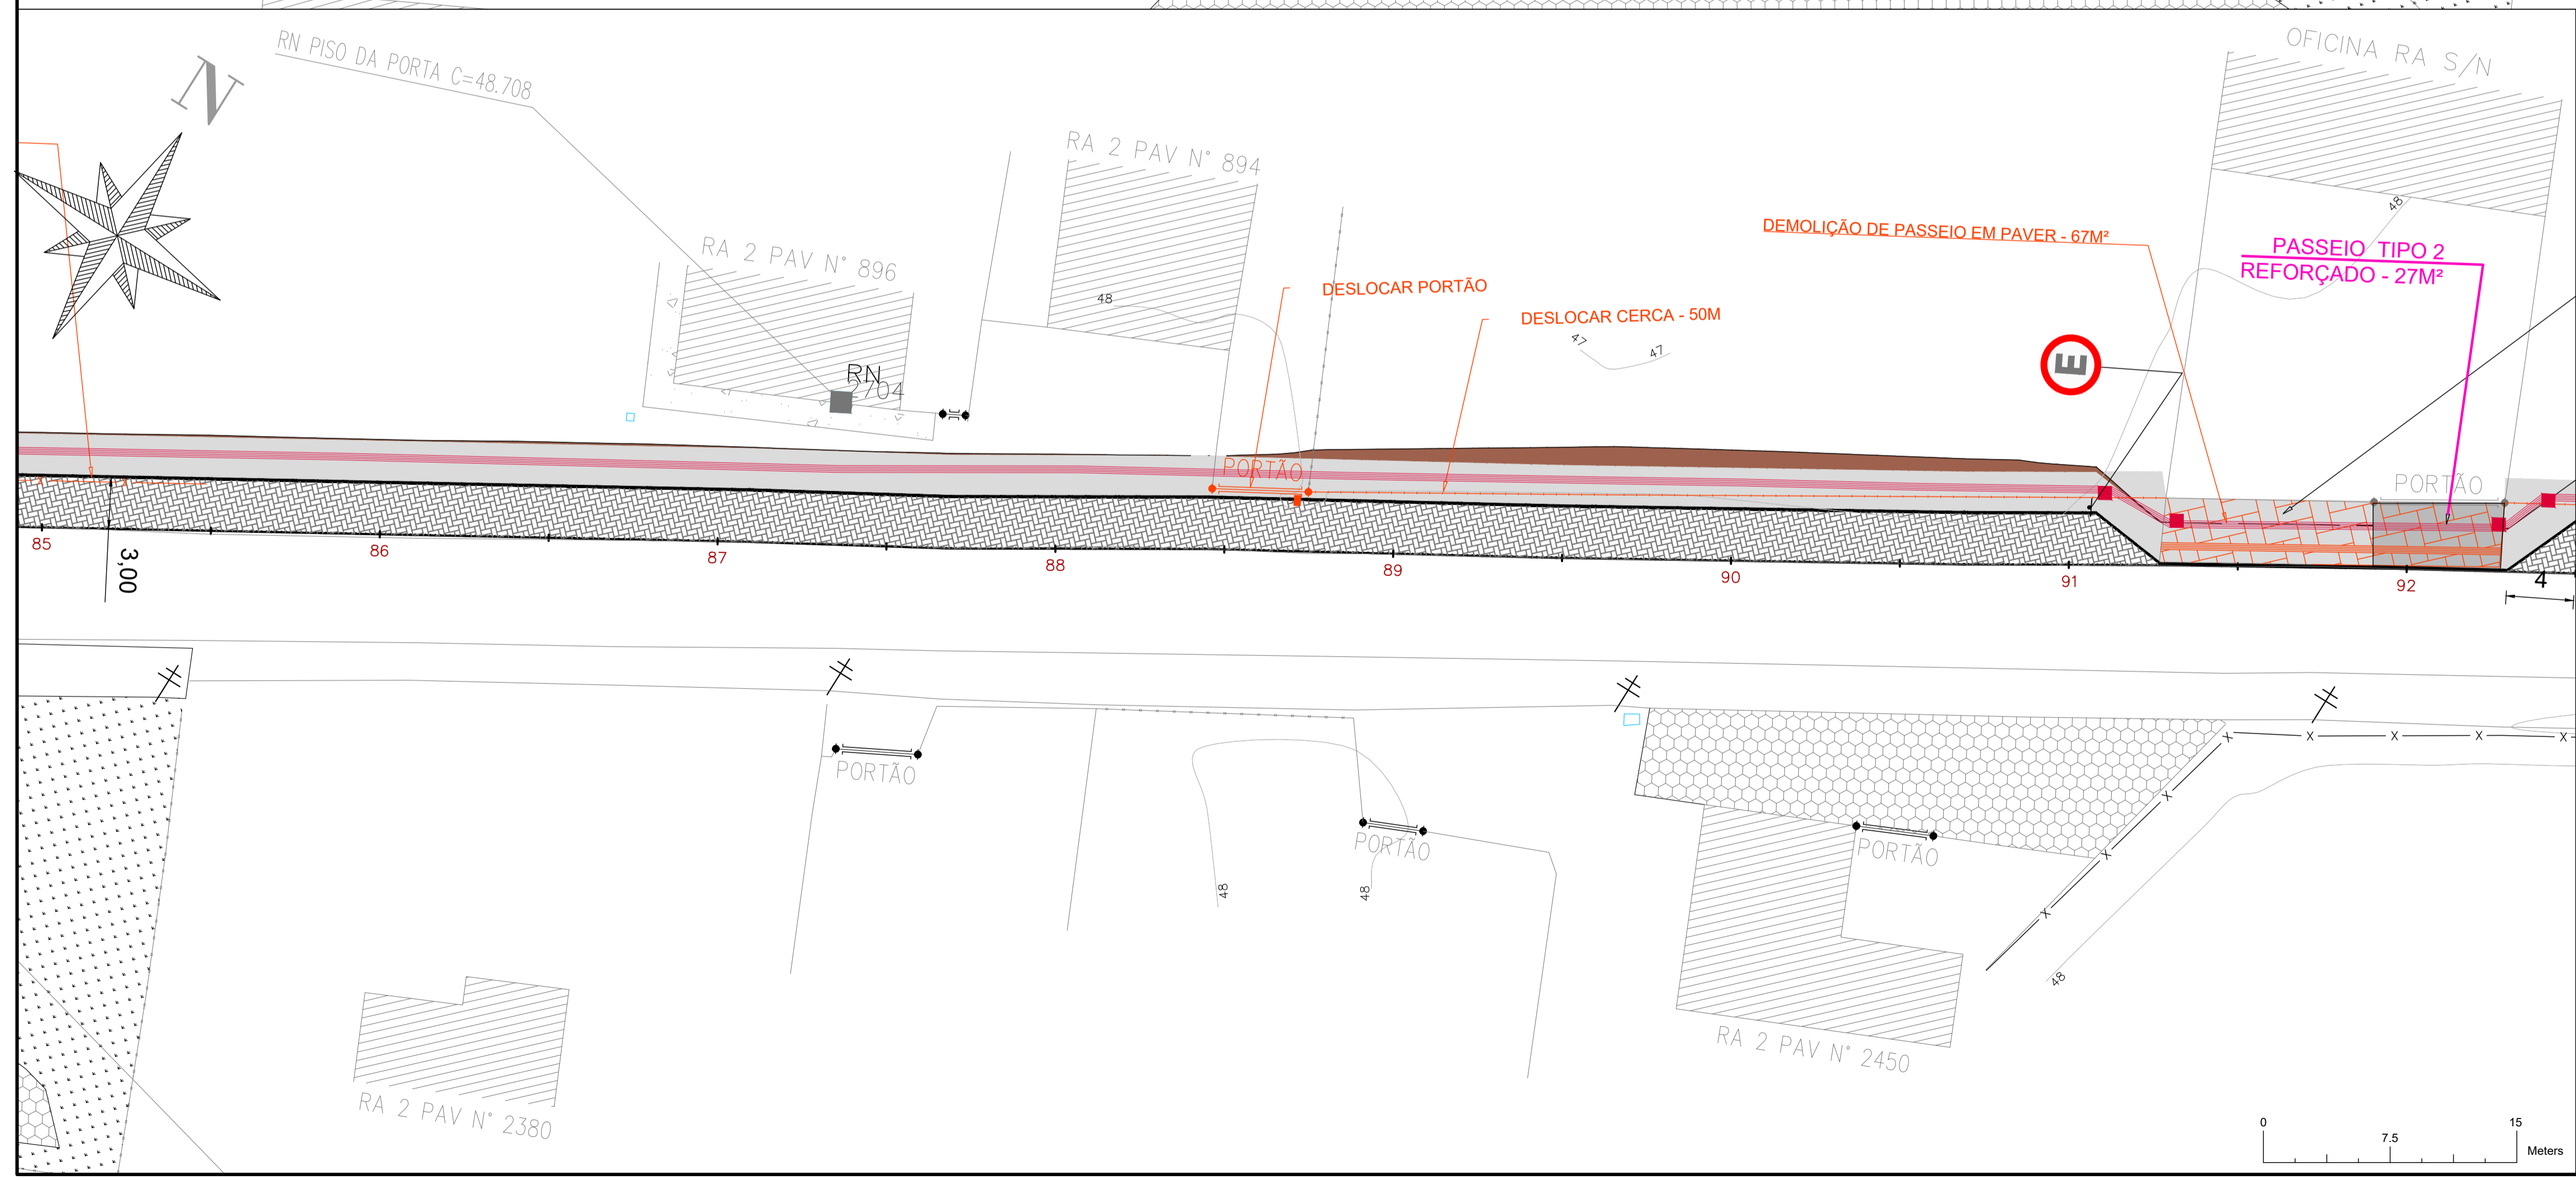 OFICINA RA S/N
RN PISO DA PORTA C=48.708
N
RA 2 PAV N° 894
48
DEMOLIÇÃO DE PASSEIO EM PAVER - 67M²
PASSEIO TIPO 2
REFORÇADO - 27M²
RA 2 PAV N° 896
DESLOCAR PORTÃO
48
DESLOCAR CERCA - 50M
47
47
E
RN
2704
PORTÃO
PORTÃO
85
86
87
88
89
90
91
92
4
3,00
PORTÃO
PORTÃO
PORTÃO
48
48
48
X
X
X
X
X
X
X
X
RA 2 PAV N° 2450
RA 2 PAV N° 2380
0
7.5
15
Meters